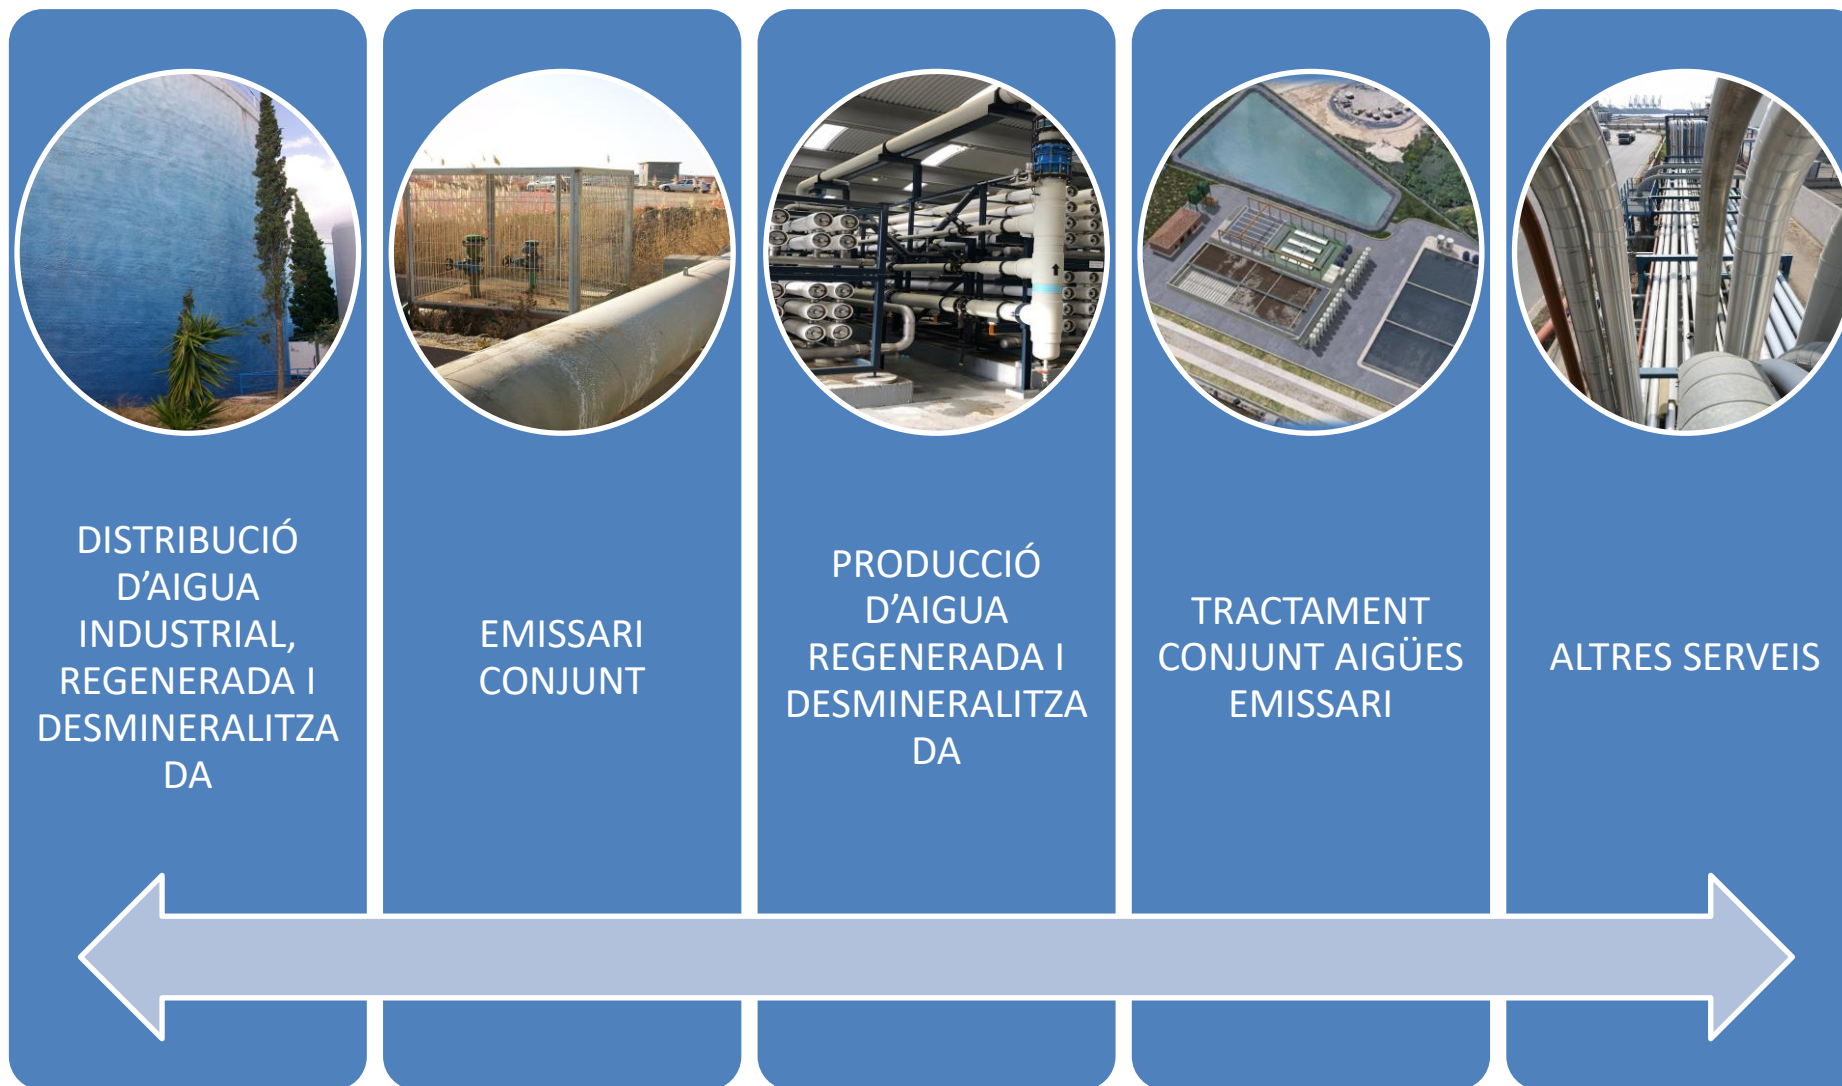 DISTRIBUCIÓ
D’AIGUA
INDUSTRIAL,
REGENERADA I
DESMINERALITZA
DA
EMISSARI
CONJUNT
PRODUCCIÓ
D’AIGUA
REGENERADA I
DESMINERALITZA
DA
TRACTAMENT
CONJUNT AIGÜES
EMISSARI
ALTRES SERVEIS